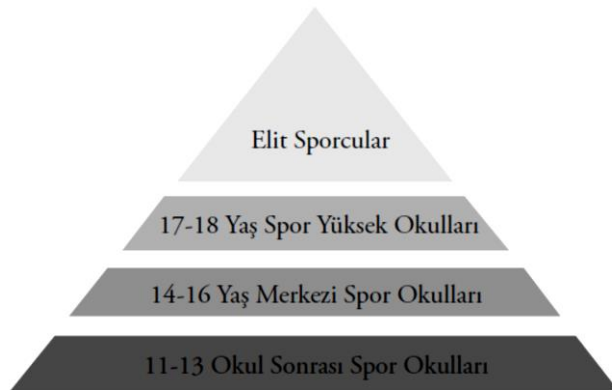 Elit Sporcular
17-18 Yaş Spor Yüksek Okulları
14-16 Yaş Merkezi Spor Okulları
11-13 Okul Sonrası Spor Okulları